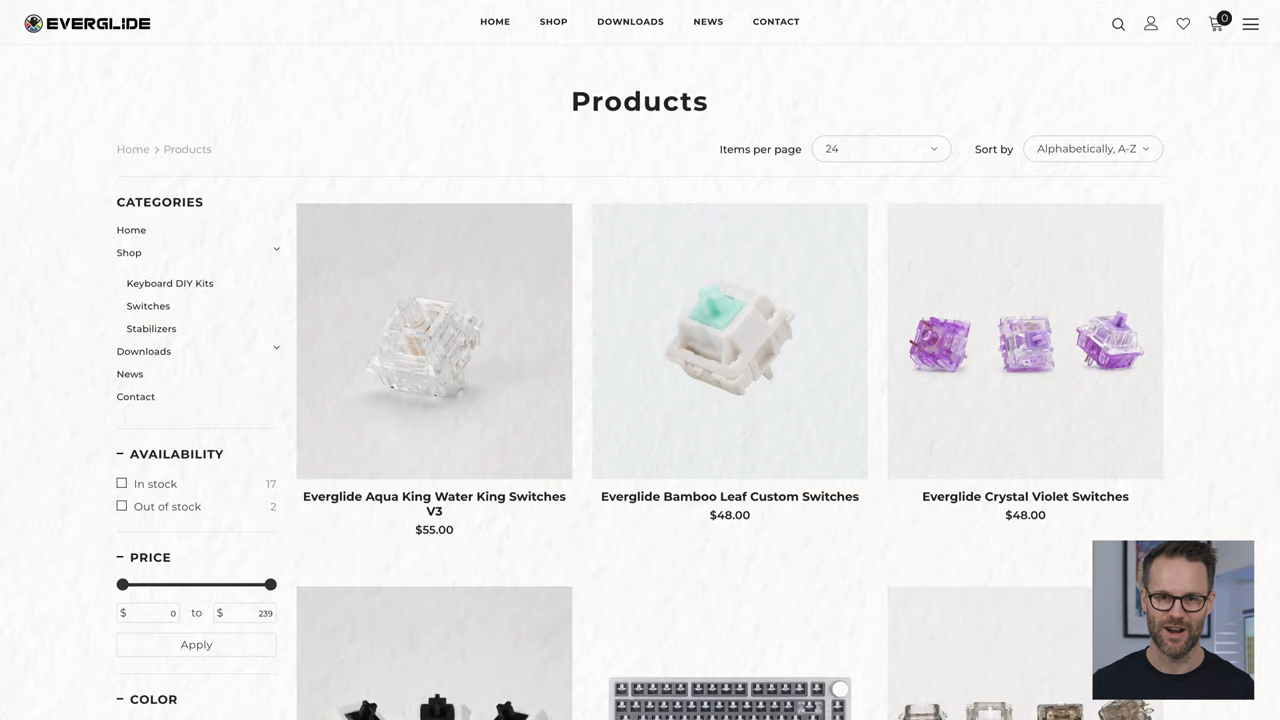 EVERGLIDE
HOME SHOP DOWNLOADS NEWS CONTACT
0
Products
Home > Products
Items per page 24 Sort by Alphabetically, A-Z
CATEGORIES
Home
Shop
Keyboard DIY Kits
Switches
Stabilizers
Downloads
News
Contact
AVAILABILITY
In stock 17
Out of stock 2
PRICE
$ 0 to $ 239
Apply
COLOR
Everglide Aqua King Water King Switches
V3
$55.00
Everglide Bamboo Leaf Custom Switches
$48.00
Everglide Crystal Violet Switches
$48.00